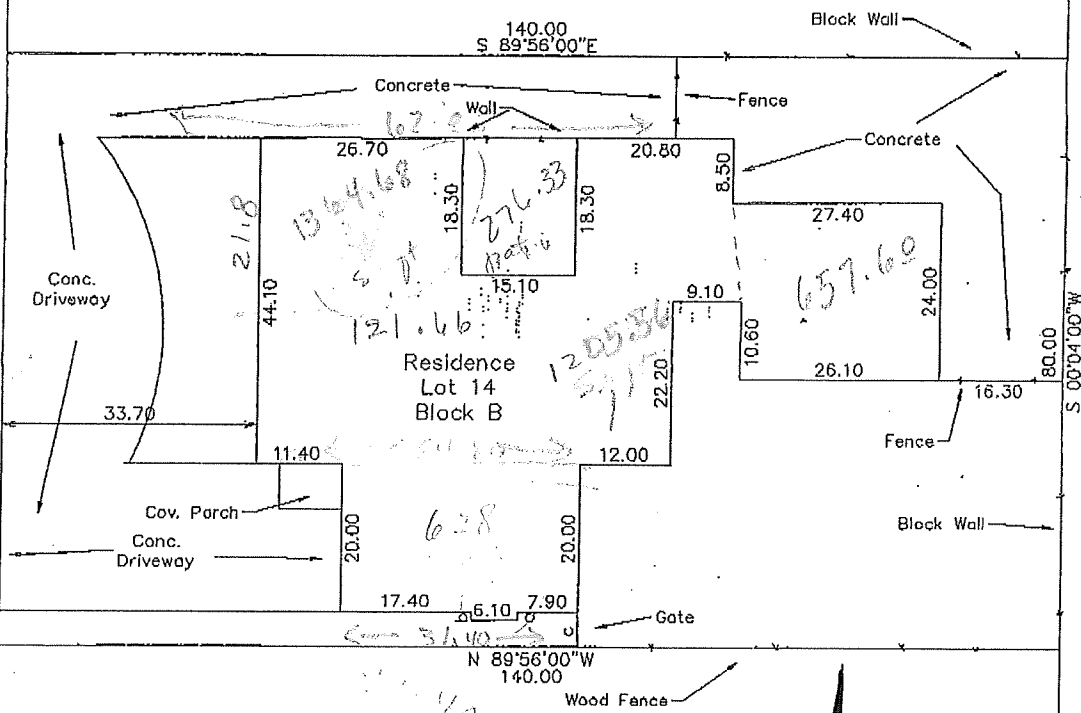 Block Wall
140.00
S 89°56'00"E
Concrete
Wall
Fence
Concrete
26.70
20.80
8.50
1364.68
18.30
276.33
18.30
27.40
21.8
44.10
15.10
9.10
657.60
24.00
Conc.
Driveway
121.66
1205.56
10.60
26.10
80.00
S 00°04'00"W
Residence
Lot 14
Block B
22.20
16.30
33.70
Fence
11.40
12.00
Cov. Porch
628
Block Wall
Conc.
Driveway
20.00
20.00
17.40
6.10
7.90
Gate
31.40
N 89°56'00"W
140.00
Wood Fence